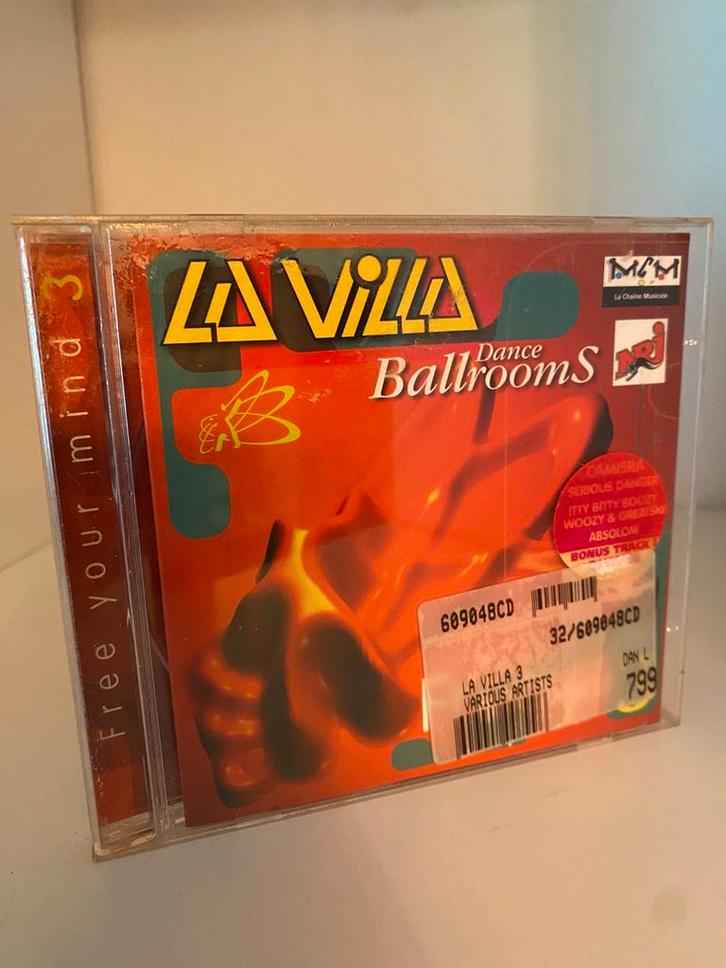 Free your mind 3
LA VILLA
Dance
BallroomS
MCM
La Chaîne Musicale
NRJ
CAMISRA
SERIOUS DANGER
ITTY BITTY BOOZY
WOOZY & GREATSKI
ABSOLOM
BONUS TRACK
609048CD
32/609048CD
DAN L
799
LA VILLA 3
VARIOUS ARTISTS